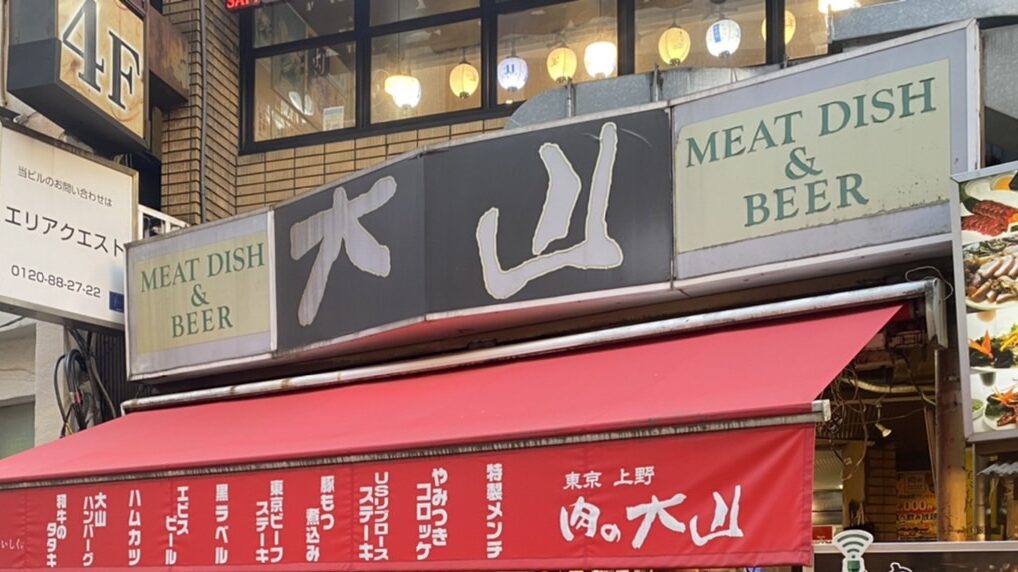 4F
当ビルのお問い合わせは
エリアクエスト
0120-88-27-22
MEAT DISH
&
BEER
大山
MEAT DISH
&
BEER
東京 上野
肉の大山
特製メンチ
やみつき
コロッケ
USリブロース
ステーキ
豚もつ
煮込み
東京ビーフ
ステーキ
黒ラベル
エビス
ビール
ハムカツ
大山
ハンバーグ
和牛の
タタキ